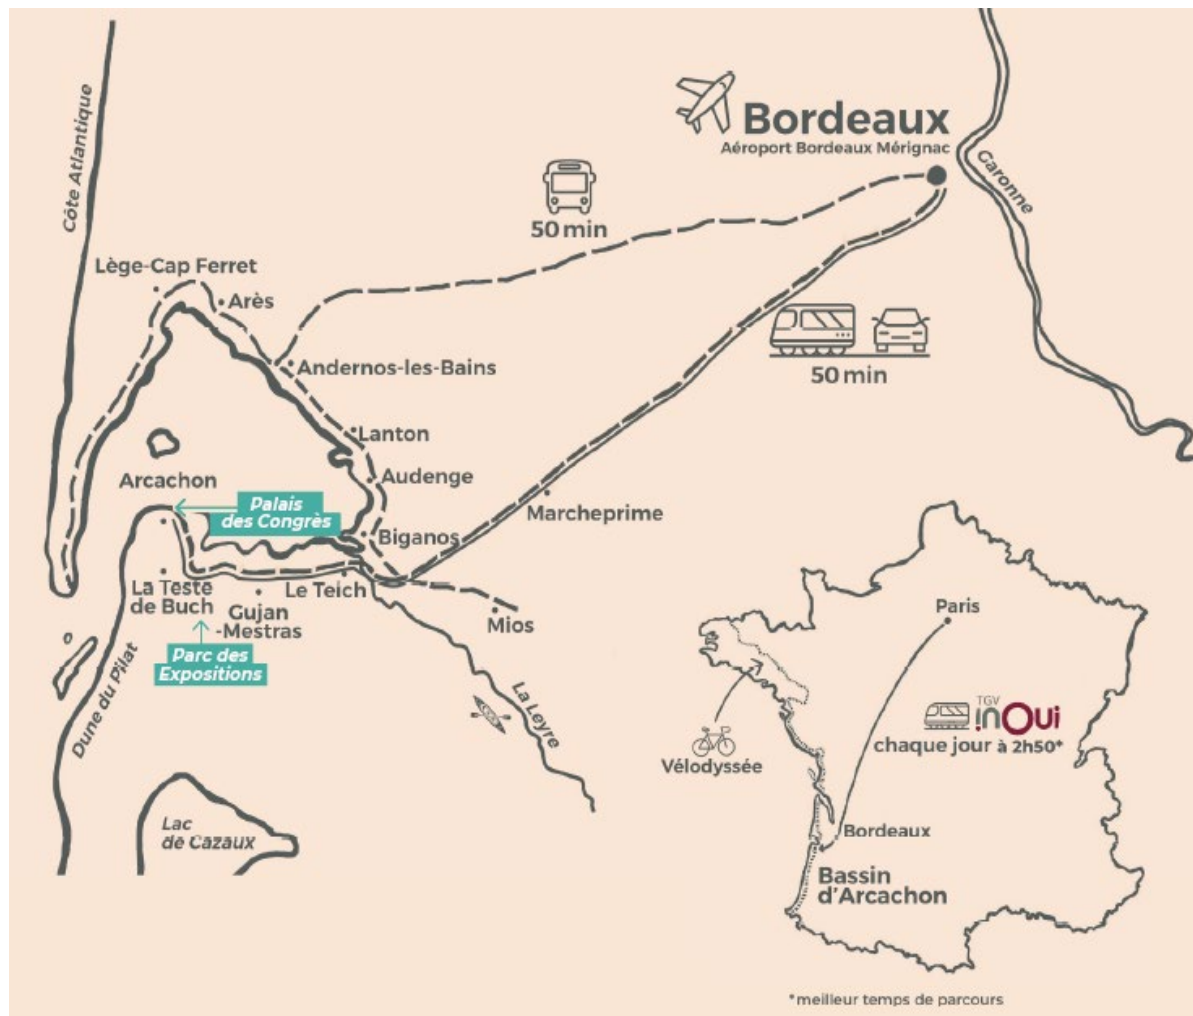 Côte Atlantique
Bordeaux
Aéroport Bordeaux Mérignac
Garonne
50 min
Lège-Cap Ferret
Arès
50 min
Andernos-les-Bains
Lanton
Audenge
Arcachon
Palais
des Congrès
Marcheprime
Biganos
La Teste
de Buch
Gujan
-Mestras
Le Teich
Mios
Parc des
Expositions
Dune du Pilat
La Leyre
Lac
de Cazaux
Paris
TGV
inOui
chaque jour à 2h50*
Vélodyssée
Bordeaux
Bassin
d'Arcachon
*meilleur temps de parcours